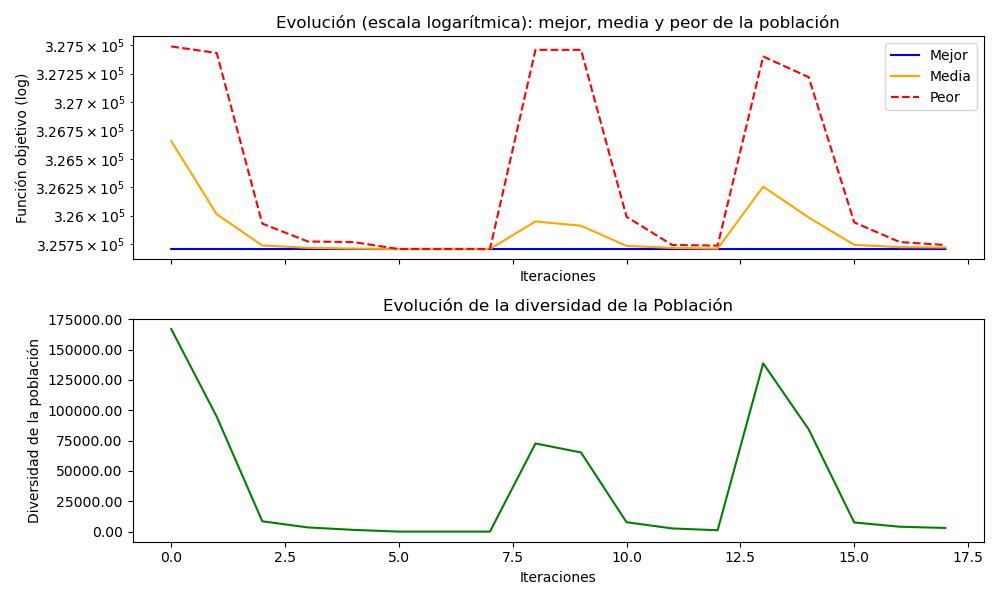 Evolución (escala logarítmica): mejor, media y peor de la población
Función objetivo (log)
3.275 × 10⁵
3.2725 × 10⁵
3.27 × 10⁵
3.2675 × 10⁵
3.265 × 10⁵
3.2625 × 10⁵
3.26 × 10⁵
3.2575 × 10⁵
Mejor
Media
Peor
Iteraciones
Evolución de la diversidad de la Población
Diversidad de la población
175000.00
150000.00
125000.00
100000.00
75000.00
50000.00
25000.00
0.00
0.0 2.5 5.0 7.5 10.0 12.5 15.0 17.5
Iteraciones